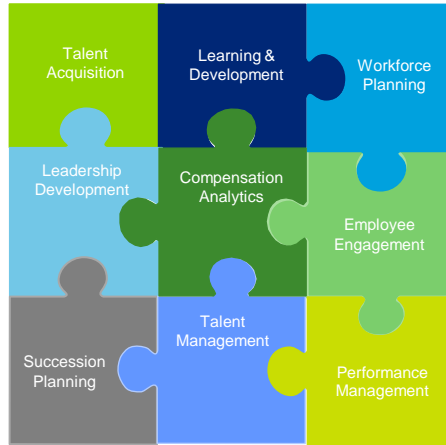 Talent
Acquisition
Learning &
Development
Workforce
Planning
Leadership
Development
Compensation
Analytics
Employee
Engagement
Succession
Planning
Talent
Management
Performance
Management